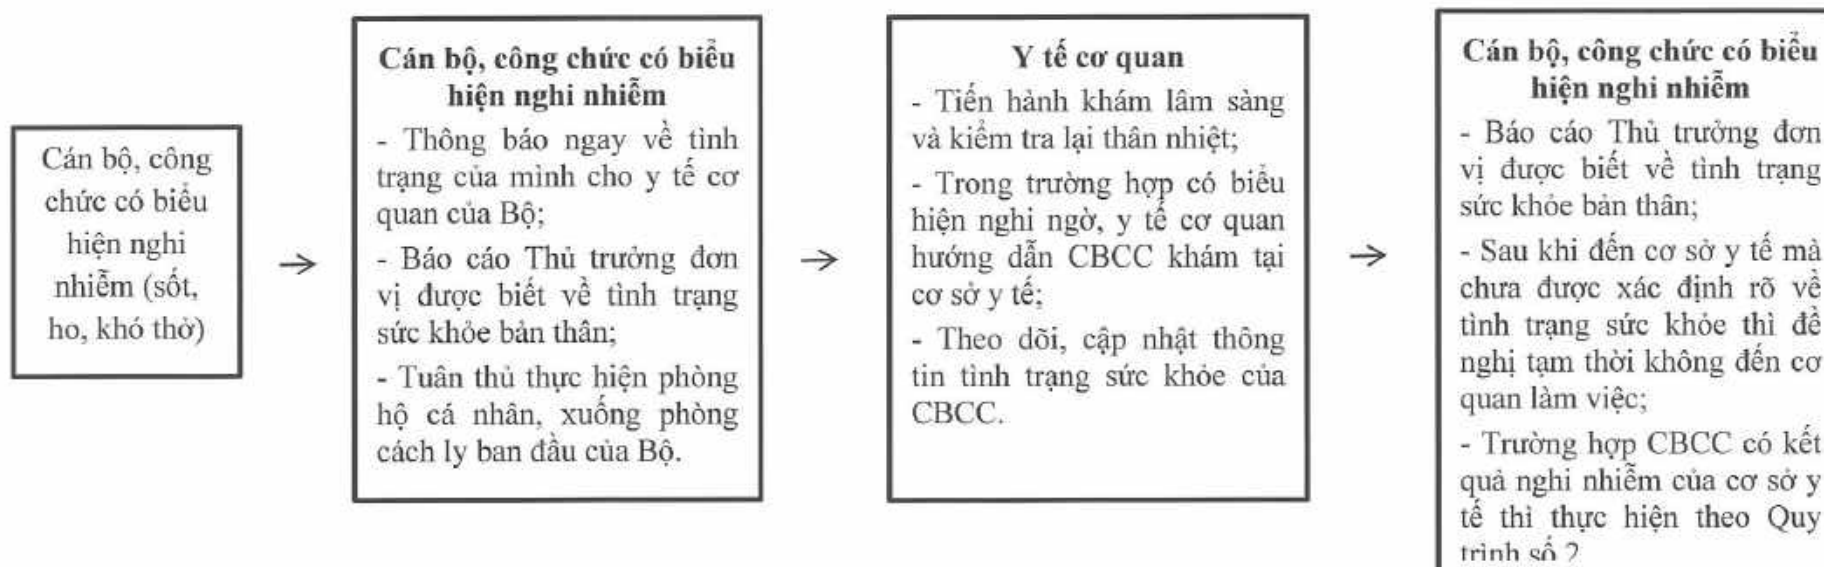 Cán bộ, công
chức có biểu
hiện nghi
nhiễm (sốt,
ho, khó thở)
→
Cán bộ, công chức có biểu
hiện nghi nhiễm
- Thông báo ngay về tình
trạng của mình cho y tế cơ
quan của Bộ;
- Báo cáo Thủ trưởng đơn
vị được biết về tình trạng
sức khỏe bản thân;
- Tuân thủ thực hiện phòng
hộ cá nhân, xuống phòng
cách ly ban đầu của Bộ.
→
Y tế cơ quan
- Tiến hành khám lâm sàng
và kiểm tra lại thân nhiệt;
- Trong trường hợp có biểu
hiện nghi ngờ, y tế cơ quan
hướng dẫn CBCC khám tại
cơ sở y tế;
- Theo dõi, cập nhật thông
tin tình trạng sức khỏe của
CBCC.
→
Cán bộ, công chức có biểu
hiện nghi nhiễm
- Báo cáo Thủ trưởng đơn
vị được biết về tình trạng
sức khỏe bản thân;
- Sau khi đến cơ sở y tế mà
chưa được xác định rõ về
tình trạng sức khỏe thì đề
nghị tạm thời không đến cơ
quan làm việc;
- Trường hợp CBCC có kết
quả nghi nhiễm của cơ sở y
tế thì thực hiện theo Quy
trình số 2